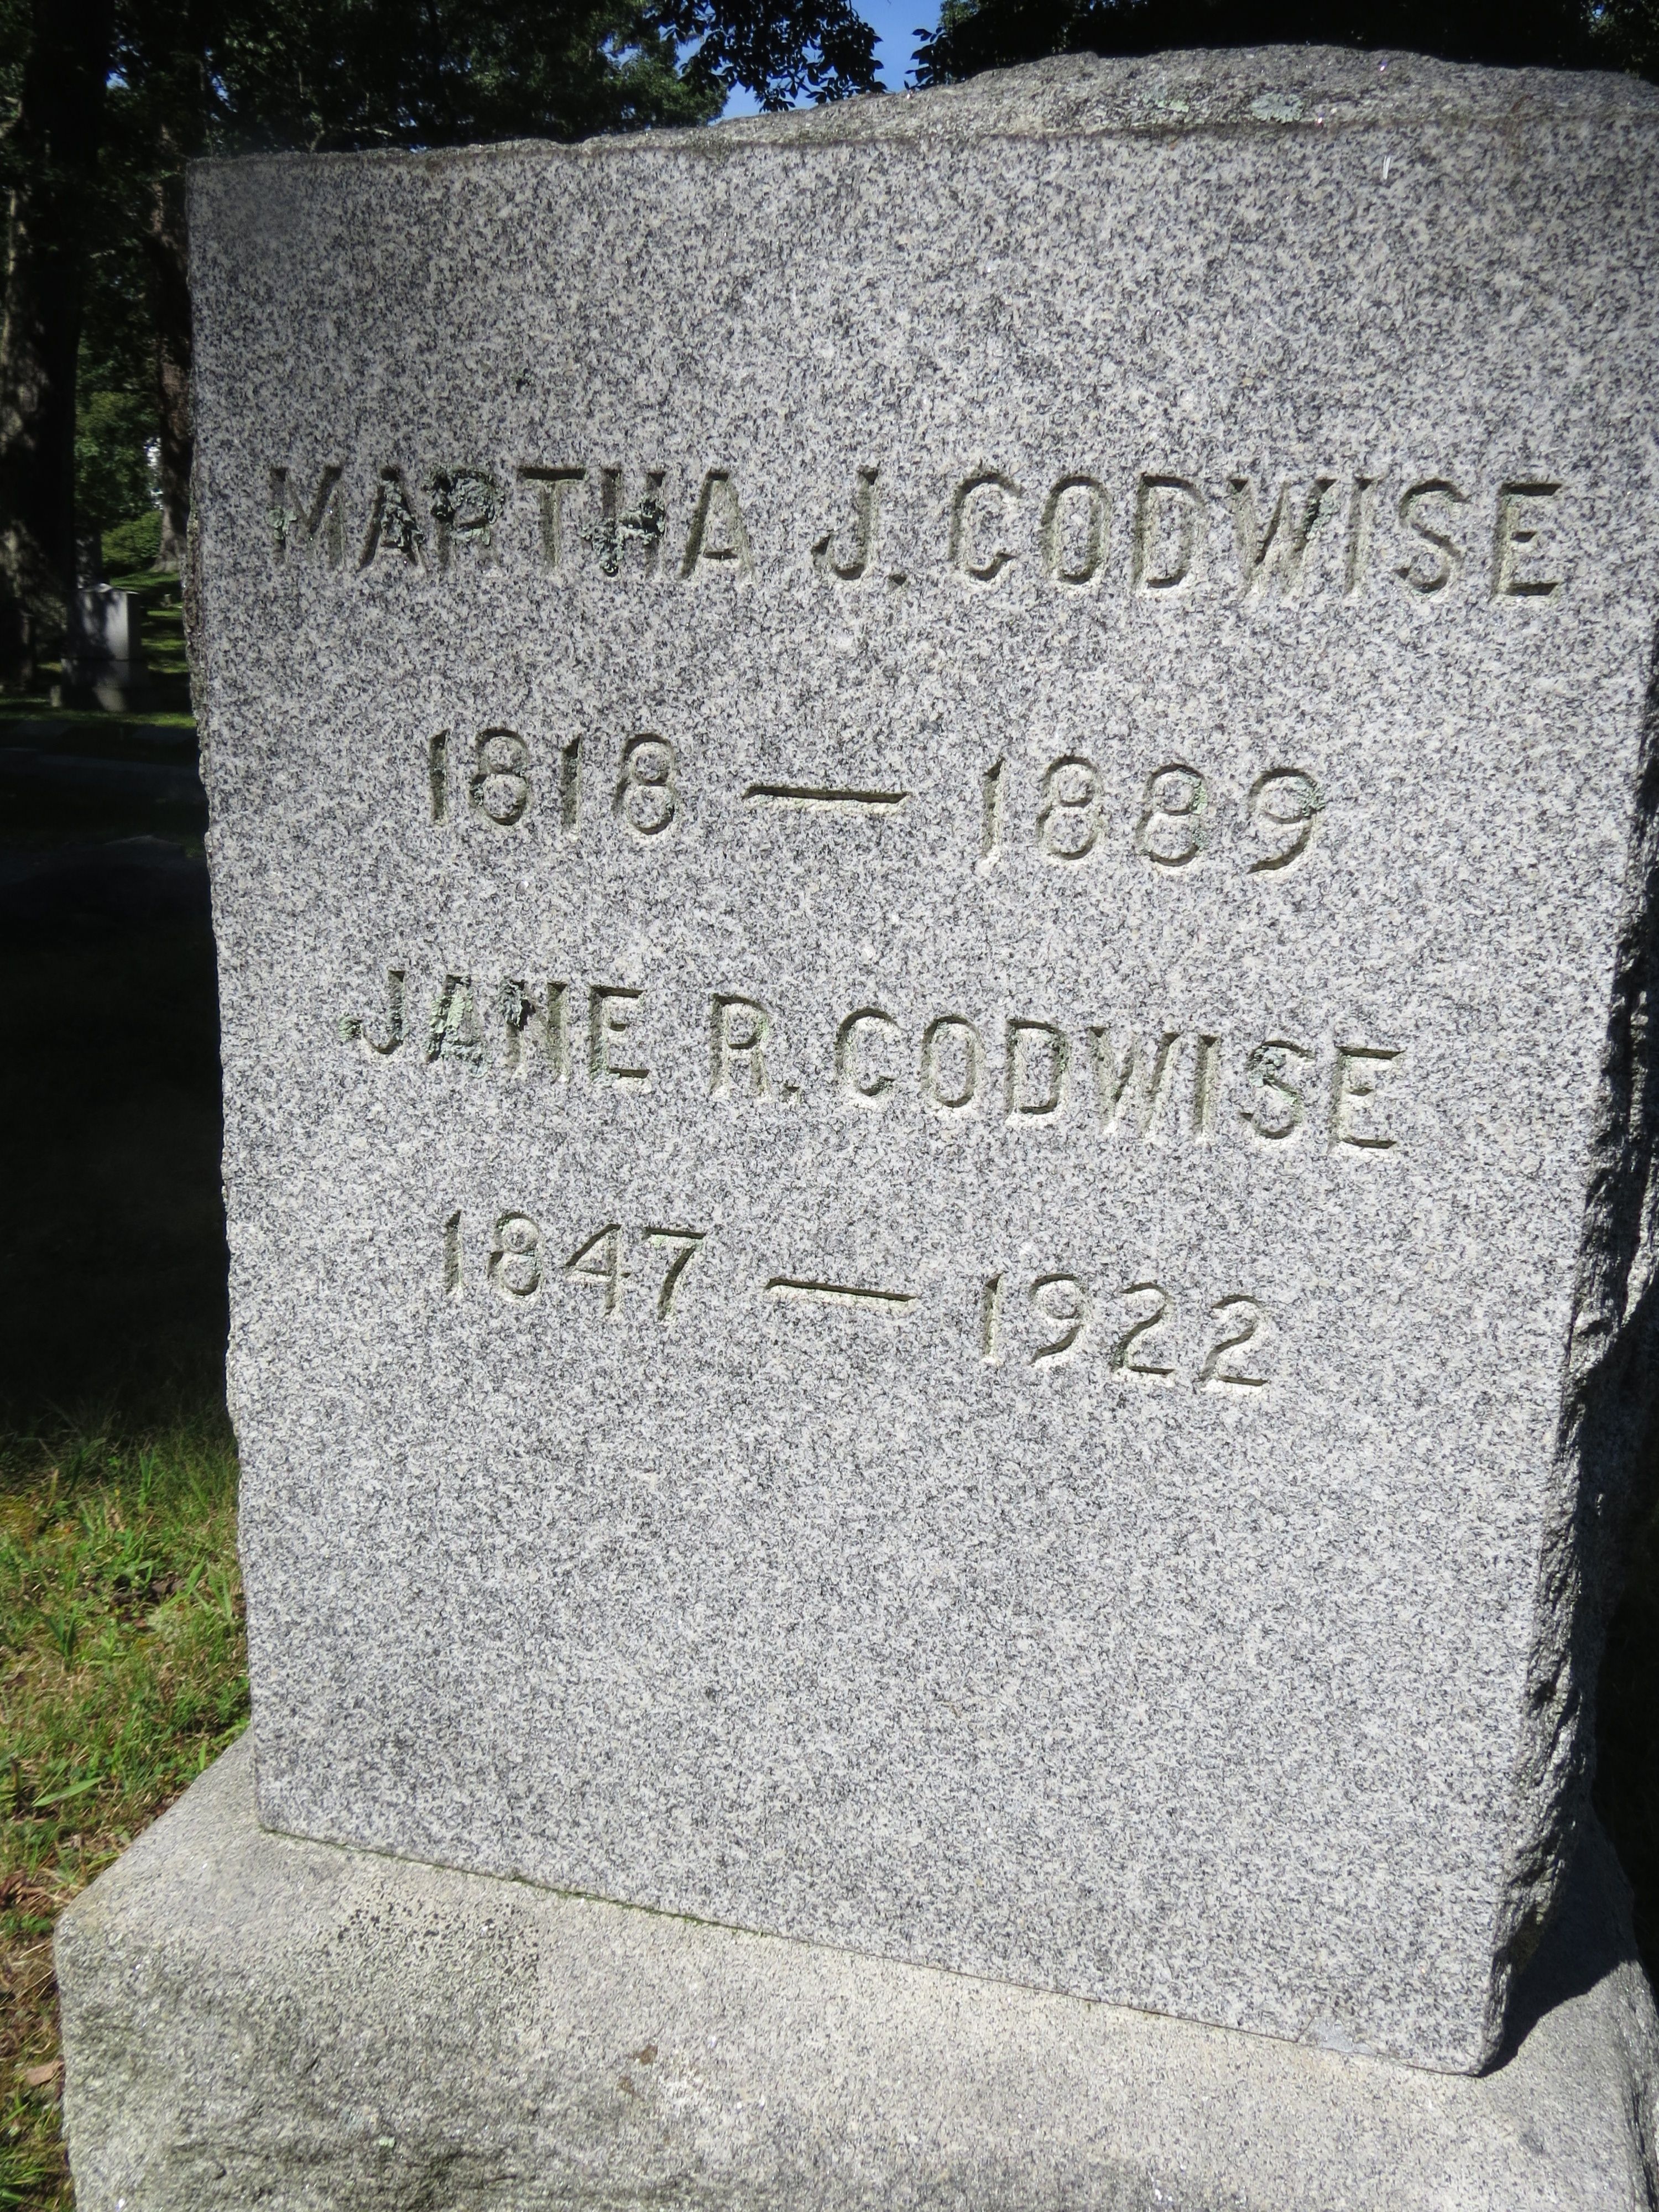 MARTHA J. CODWISE
1818 — 1889
JANE R. CODWISE
1847 — 1922